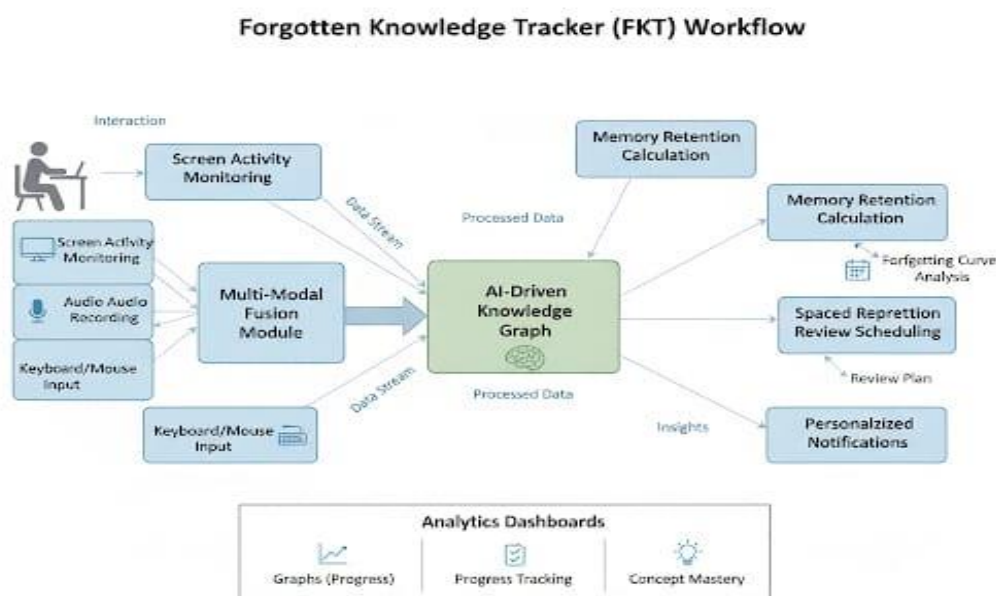 Forgotten Knowledge Tracker (FKT) Workflow
Interaction
Screen Activity
Monitoring
Memory Retention
Calculation
Data Stream
Processed Data
Memory Retention
Calculation
Forfgetting Curve
Analysis
Screen Activity
Monitoring
Audio Audio
Recording
Keyboard/Mouse
Input
Multi-Modal
Fusion
Module
AI-Driven
Knowledge
Graph
Spaced Reprettion
Review Scheduling
Review Plan
Data Stream
Processed Data
Keyboard/Mouse
Input
Insights
Personalzized
Notifications
Analytics Dashboards
Graphs (Progress)
Progress Tracking
Concept Mastery